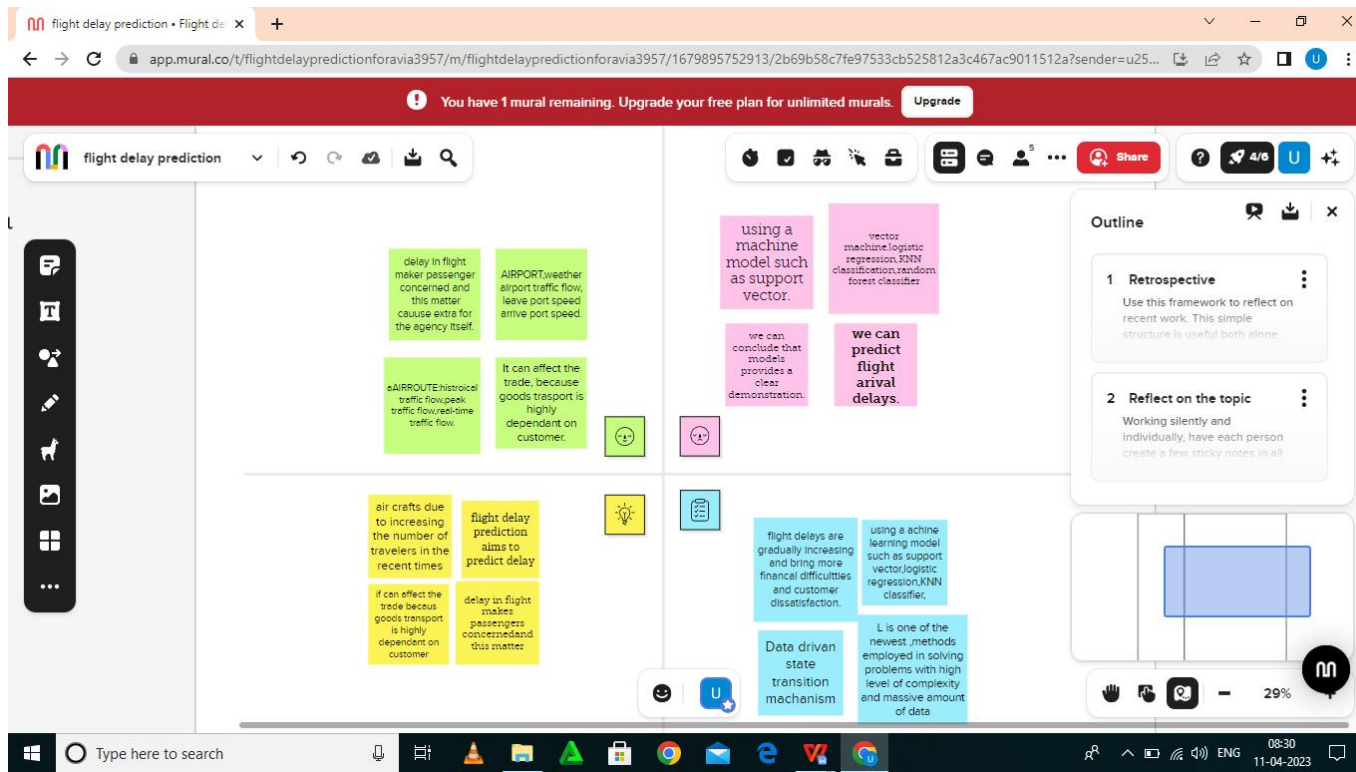 flight delay prediction • Flight de
app.mural.co/t/flightdelaypredictionforavia3957/m/flightdelaypredictionforavia3957/1679895752913/2b69b58c7fe97533cb525812a3c467ac9011512a?sender=u25...
U
You have 1 mural remaining. Upgrade your free plan for unlimited murals.
Upgrade
flight delay prediction
5
Share
4/6
U
delay in flight
maker passenger
concerned and
this matter
cauuse extra for
the agency itself.
AIRPORT;weather
airport traffic flow,
leave port speed
arrive port speed.
aAIRROUTE:histroical
traffic flow,peak
traffic flow,real-time
traffic flow.
It can affect the
trade, because
goods trasport is
highly
dependant on
customer.
using a
machine
model such
as support
vector.
vector
machine,logistic
regression,KNN
classification,random
forest classifier
we can
conclude that
models
provides a
clear
demonstration.
we can
predict
flight
arival
delays.
Outline
1 Retrospective
Use this framework to reflect on
recent work. This simple
structure is useful both alone
2 Reflect on the topic
Working silently and
individually, have each person
create a few sticky notes in all
air crafts due
to increasing
the number of
travelers in the
recent times
flight delay
prediction
aims to
predict delay
if can affect the
trade becaus
goods transport
is highly
dependant on
customer
delay in flight
makes
passengers
concernedand
this matter
flight delays are
gradually increasing
and bring more
financal difficultties
and customer
dissatisfaction.
using a achine
learning model
such as support
vector,logistic
regression,KNN
classifier,
Data drivan
state
transition
machanism
L is one of the
newest ,methods
employed in solving
problems with high
level of complexity
and massive amount
of data
U
29%
Type here to search
ENG
08:30
11-04-2023